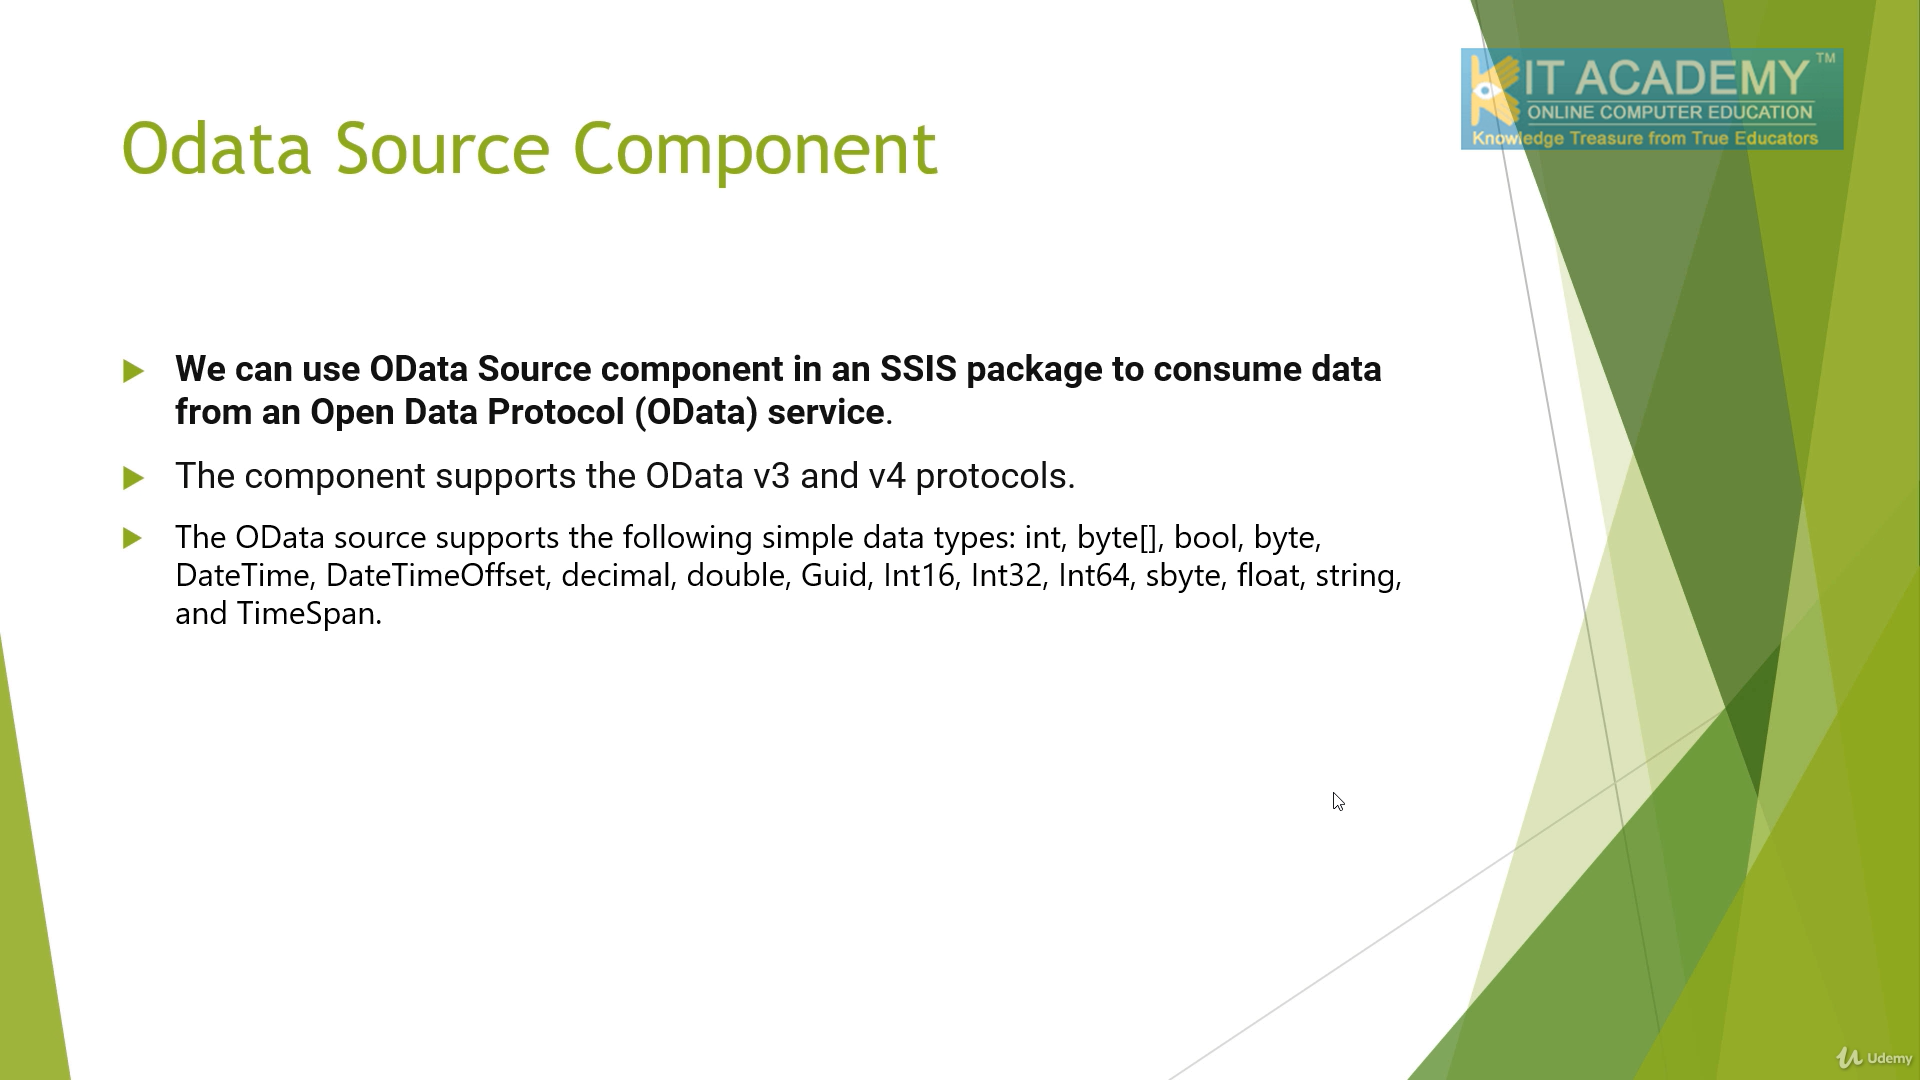 IT ACADEMY TM
ONLINE COMPUTER EDUCATION
Knowledge Treasure from True Educators
Odata Source Component
We can use OData Source component in an SSIS package to consume data
from an Open Data Protocol (OData) service.
The component supports the OData v3 and v4 protocols.
The OData source supports the following simple data types: int, byte[], bool, byte,
DateTime, DateTimeOffset, decimal, double, Guid, Int16, Int32, Int64, sbyte, float, string,
and TimeSpan.
Udemy